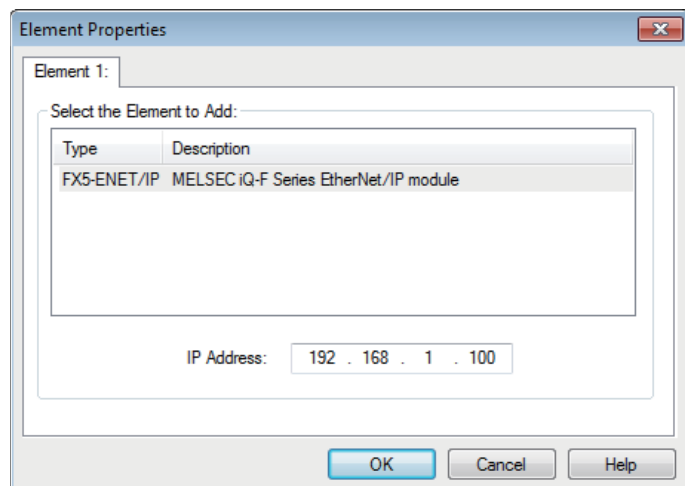 Element Properties
Element 1:
Select the Element to Add:
Type Description
FX5-ENET/IP MELSEC iQ-F Series EtherNet/IP module
IP Address: 192 . 168 . 1 . 100
OK Cancel Help